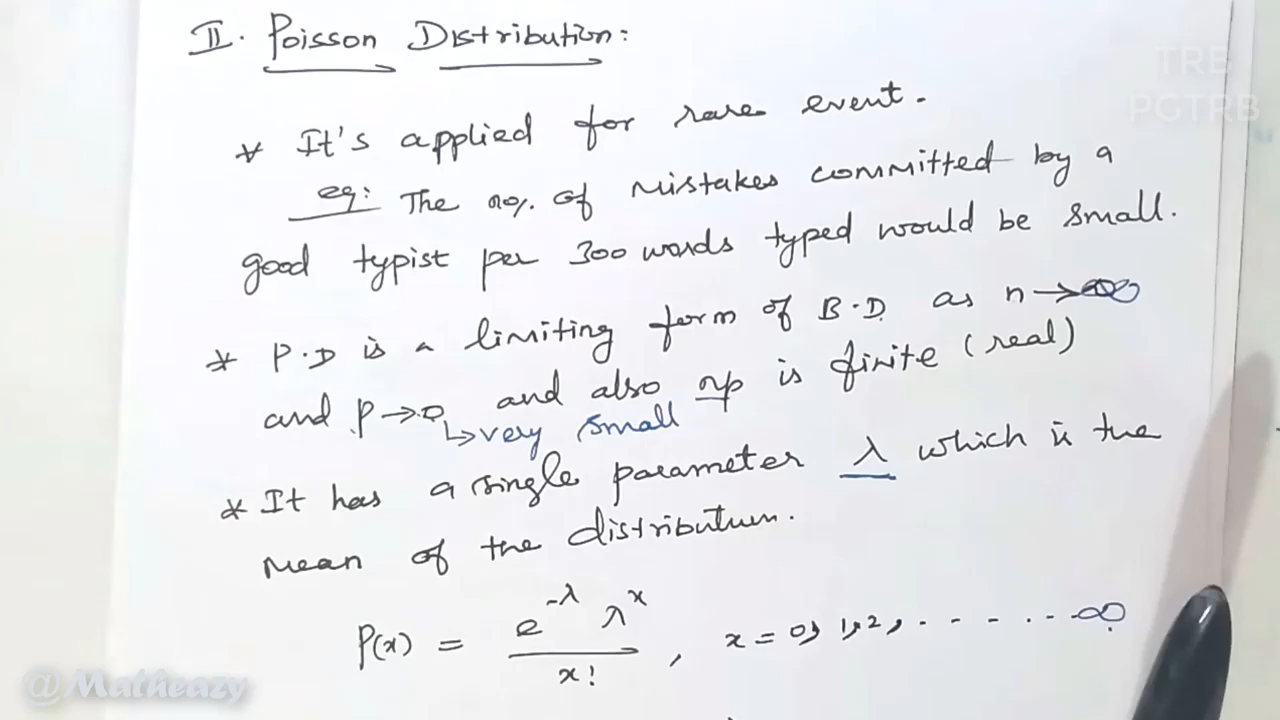 II. Poisson Distribution:
TRB
PGTRB
* It's applied for rare event.
eg: The no. of mistakes committed by a
good typist per 300 words typed would be small.
* P.D is a limiting form of B.D. as n→∞
and p→0 and also np is finite (real)
↳very small
* It has a single parameter λ which is the
mean of the distribution.
P(x) = e^{-λ} λ^x / x! , x = 0, 1, 2, ------ ∞
@Matheazy